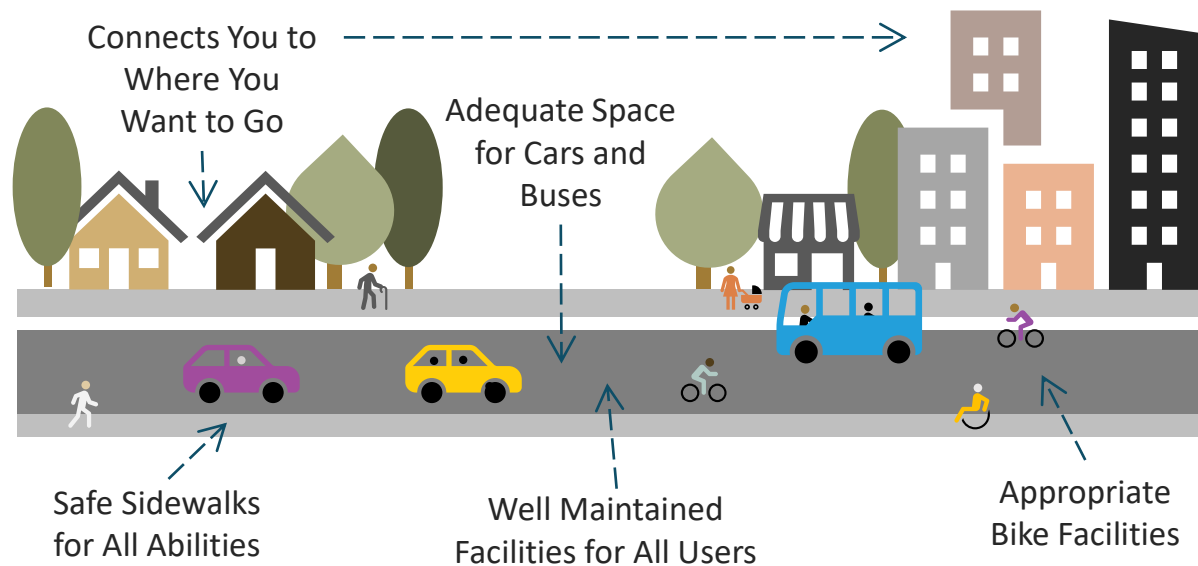 Connects You to
Where You
Want to Go
Adequate Space
for Cars and
Buses
Safe Sidewalks
for All Abilities
Well Maintained
Facilities for All Users
Appropriate
Bike Facilities